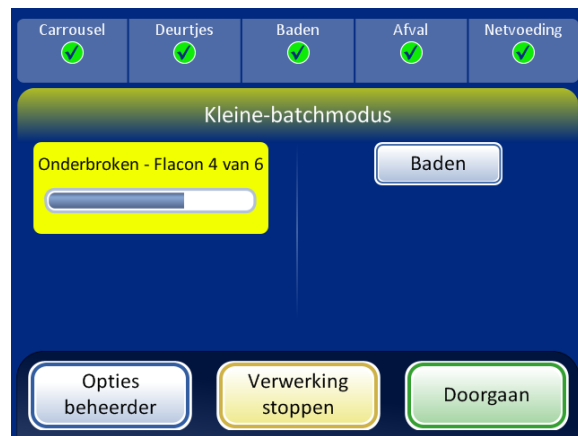 Carrousel
Deurtjes
Baden
Afval
Netvoeding
Kleine-batchmodus
Onderbroken - Flacon 4 van 6
Baden
Opties
beheerder
Verwerking
stoppen
Doorgaan